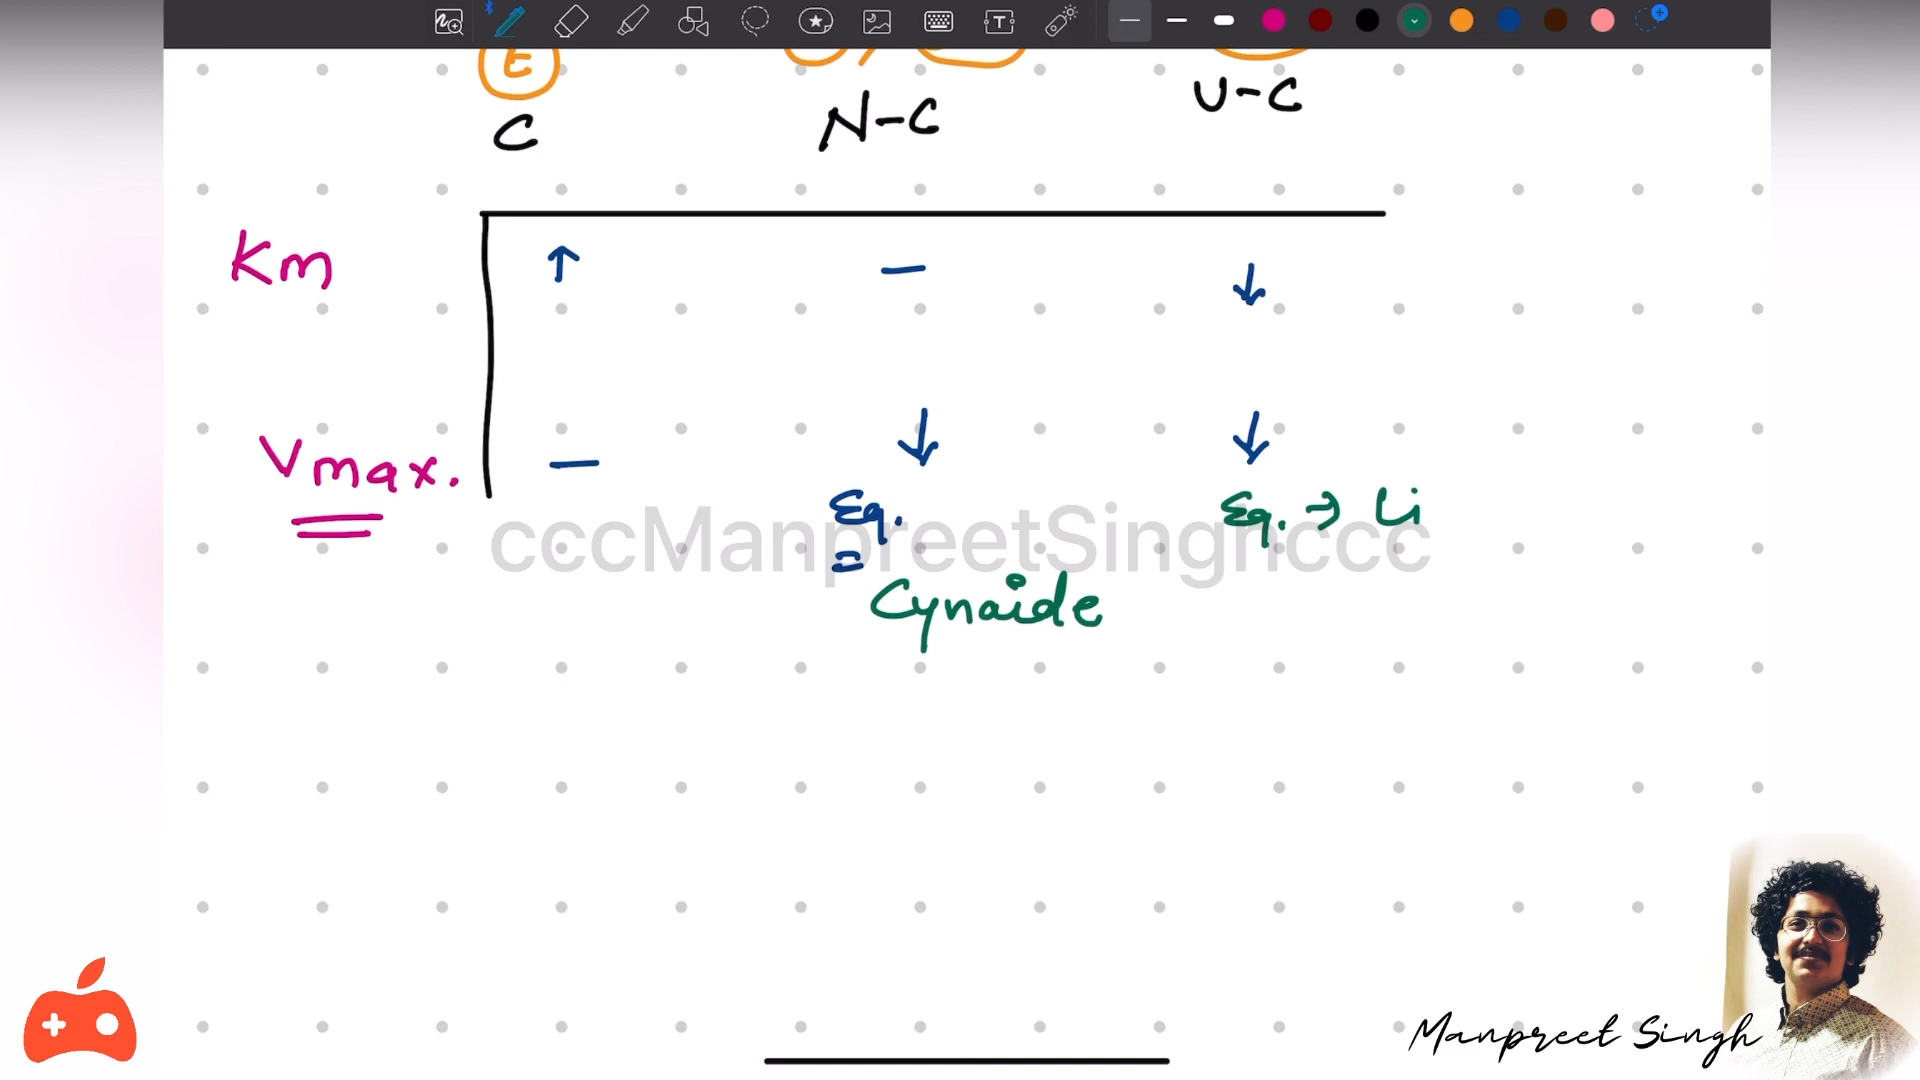 E
C N-C U-C
Km ↑ — ↓
Vmax. — ↓ ↓
Eq. Eq. → Li
cccManpreetSinghccc
Cynaide
Manpreet Singh